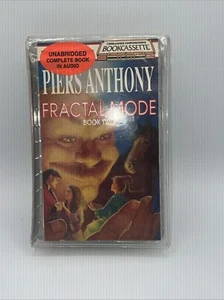 UNABRIDGED
COMPLETE BOOK
IN AUDIO
BOOKCASSETTE
PIERS ANTHONY
FRACTAL MODE